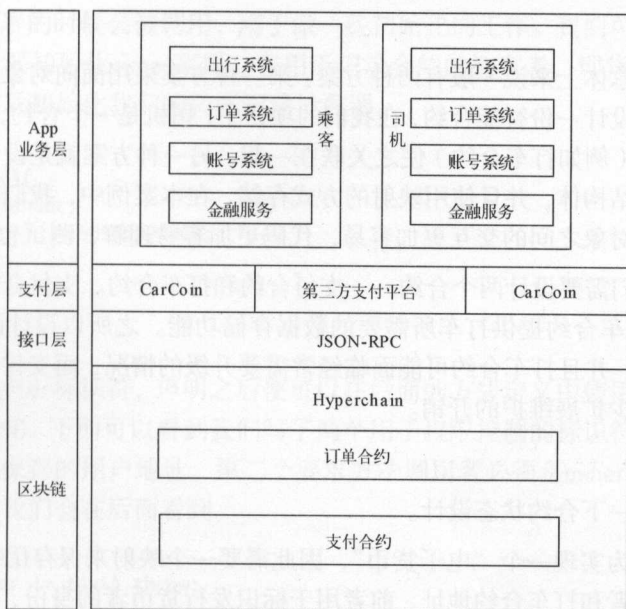 出行系统 出行系统
订单系统 订单系统
乘客 司机
App
业务层
账号系统 账号系统
金融服务 金融服务
支付层 CarCoin 第三方支付平台 CarCoin
接口层 JSON-RPC
Hyperchain
订单合约
区块链
支付合约